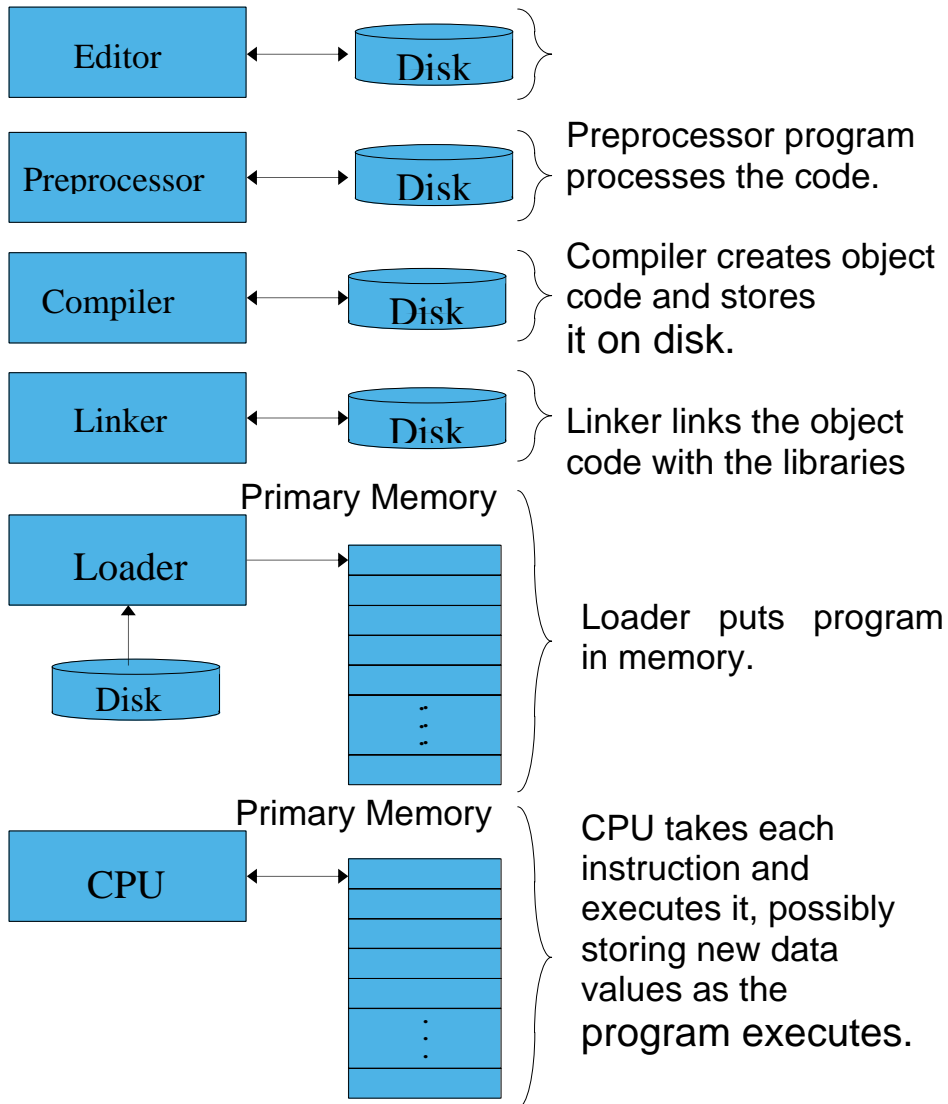 Editor
Disk
Preprocessor
Disk
Preprocessor program
processes the code.
Compiler
Disk
Compiler creates object
code and stores
it on disk.
Linker
Disk
Linker links the object
code with the libraries
Primary Memory
Loader
Disk
Loader puts program
in memory.
Primary Memory
CPU
CPU takes each
instruction and
executes it, possibly
storing new data
values as the
program executes.